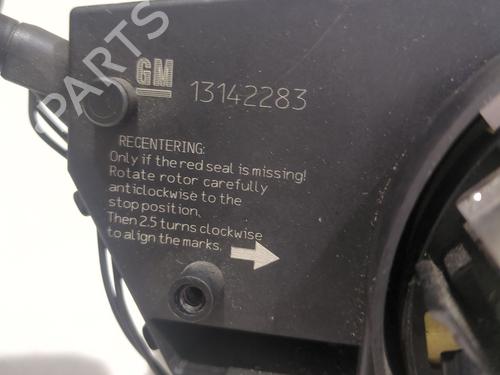 GM
13142283
RECENTERING:
Only if the red seal is missing!
Rotate rotor carefully
anticlockwise to the
stop position.
Then 2.5 turns clockwise
to align the marks.
PARTS